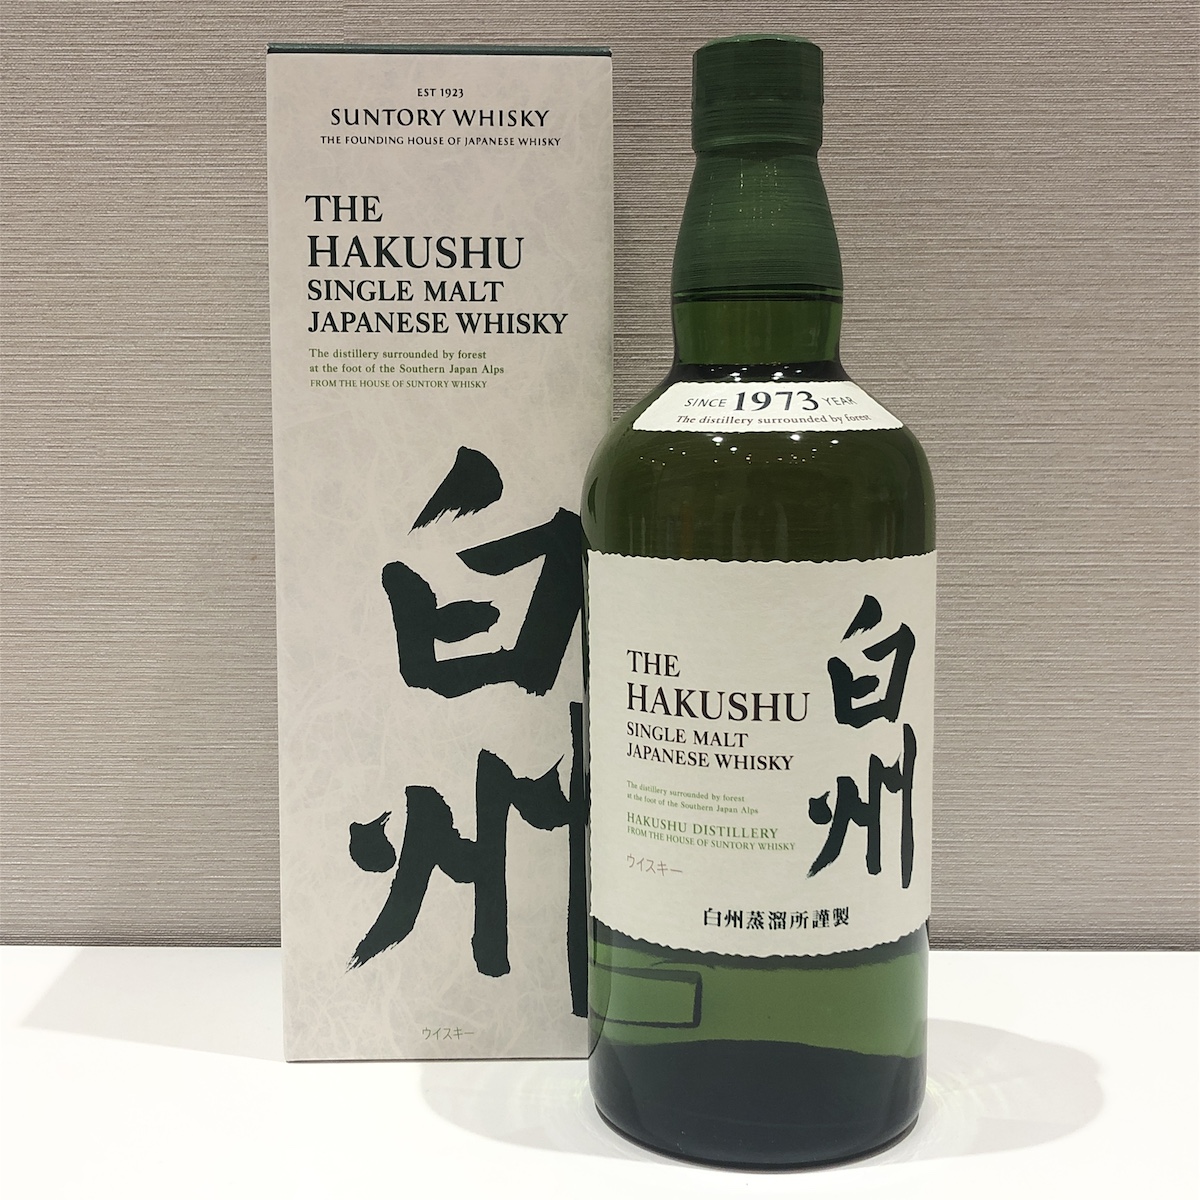 EST 1923
SUNTORY WHISKY
THE FOUNDING HOUSE OF JAPANESE WHISKY
THE
HAKUSHU
SINGLE MALT
JAPANESE WHISKY
The distillery surrounded by forest
at the foot of the Southern Japan Alps
FROM THE HOUSE OF SUNTORY WHISKY
白州
ウイスキー
SINCE 1973 YEAR
The distillery surrounded by forest
THE
HAKUSHU
SINGLE MALT
JAPANESE WHISKY
The distillery surrounded by forest
at the foot of the Southern Japan Alps
HAKUSHU DISTILLERY
FROM THE HOUSE OF SUNTORY WHISKY
ウイスキー
白州
白州蒸溜所謹製